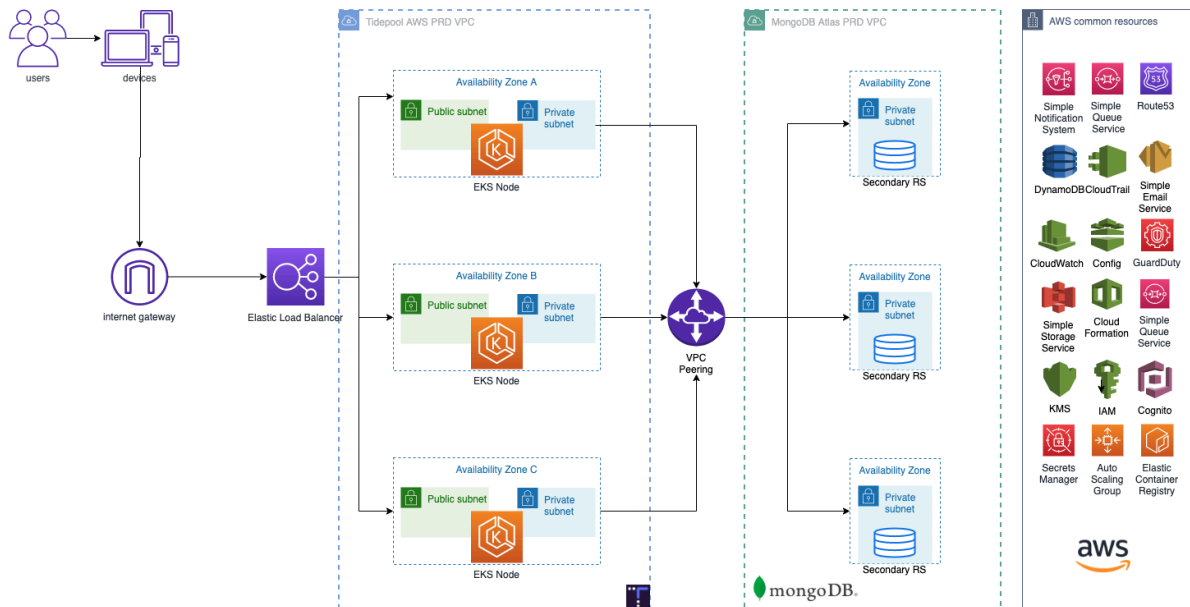 Tidepool AWS PRD VPC
MongoDB Atlas PRD VPC
AWS common resources
users
devices
internet gateway
Elastic Load Balancer
Availability Zone A
Public subnet
Private
subnet
EKS Node
Availability Zone B
Public subnet
Private
subnet
EKS Node
Availability Zone C
Public subnet
Private
subnet
EKS Node
VPC
Peering
Availability Zone
Private
subnet
Secondary RS
Availability Zone
Private
subnet
Secondary RS
Availability Zone
Private
subnet
Secondary RS
mongoDB®
53
Simple
Notification
System
Simple
Queue
Service
Route53
DynamoDB
CloudTrail
Simple
Email
Service
CloudWatch
Config
GuardDuty
Simple
Storage
Service
Cloud
Formation
Simple
Queue
Service
KMS
IAM
Cognito
Secrets
Manager
Auto
Scaling
Group
Elastic
Container
Registry
aws